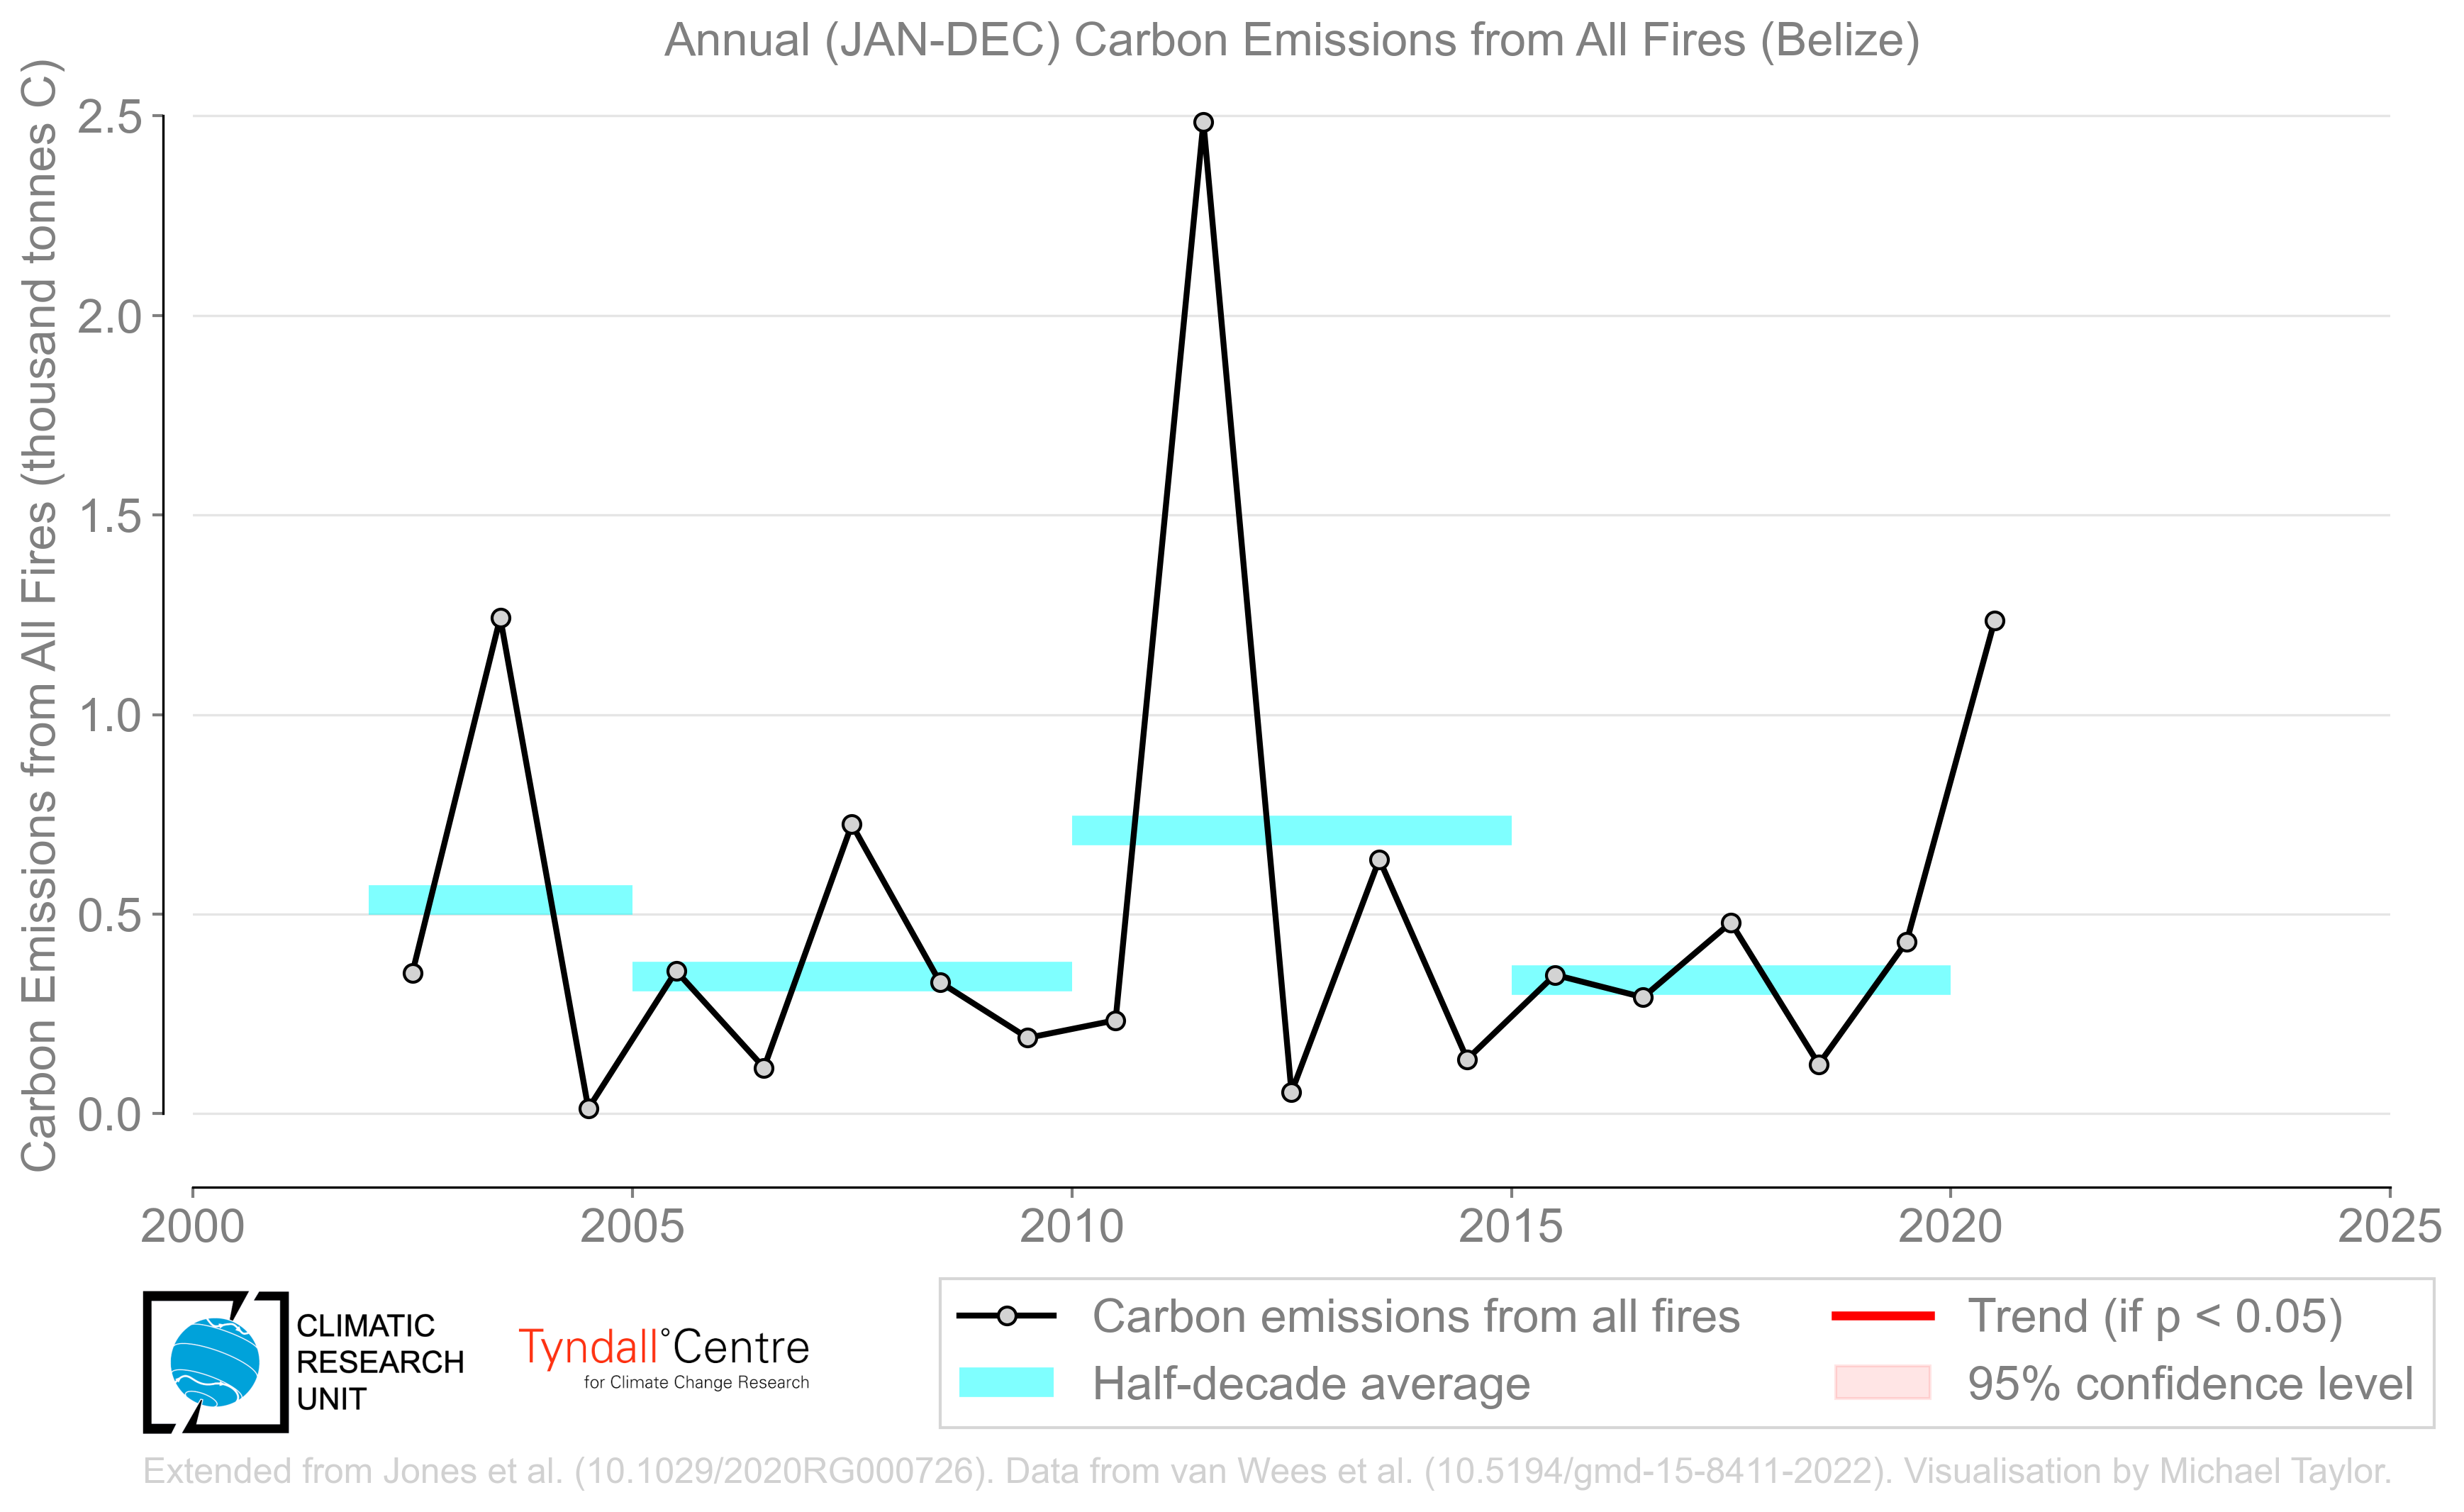 Annual (JAN-DEC) Carbon Emissions from All Fires (Belize)
Carbon Emissions from All Fires (thousand tonnes C)
2.5
2.0
1.5
1.0
0.5
0.0
2000 2005 2010 2015 2020 2025
CLIMATIC
RESEARCH
UNIT
Tyndall°Centre
for Climate Change Research
Carbon emissions from all fires
Half-decade average
Trend (if p < 0.05)
95% confidence level
Extended from Jones et al. (10.1029/2020RG000726). Data from van Wees et al. (10.5194/gmd-15-8411-2022). Visualisation by Michael Taylor.